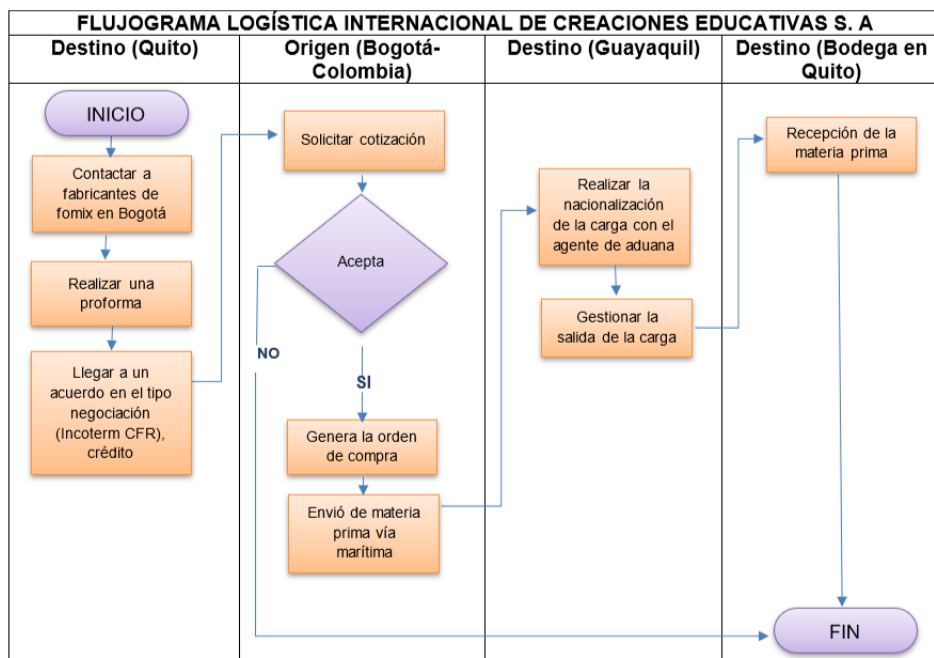 FLUJOGRAMA LOGÍSTICA INTERNACIONAL DE CREACIONES EDUCATIVAS S. A
Destino (Quito)
Origen (Bogotá-
Colombia)
Destino (Guayaquil)
Destino (Bodega en
Quito)
INICIO
Contactar a
fabricantes de
fomix en Bogotá
Realizar una
proforma
Llegar a un
acuerdo en el tipo
negociación
(Incoterm CFR),
crédito
Solicitar cotización
Acepta
NO
SI
Genera la orden
de compra
Envió de materia
prima vía
marítima
Realizar la
nacionalización
de la carga con el
agente de aduana
Gestionar la
salida de la carga
Recepción de la
materia prima
FIN